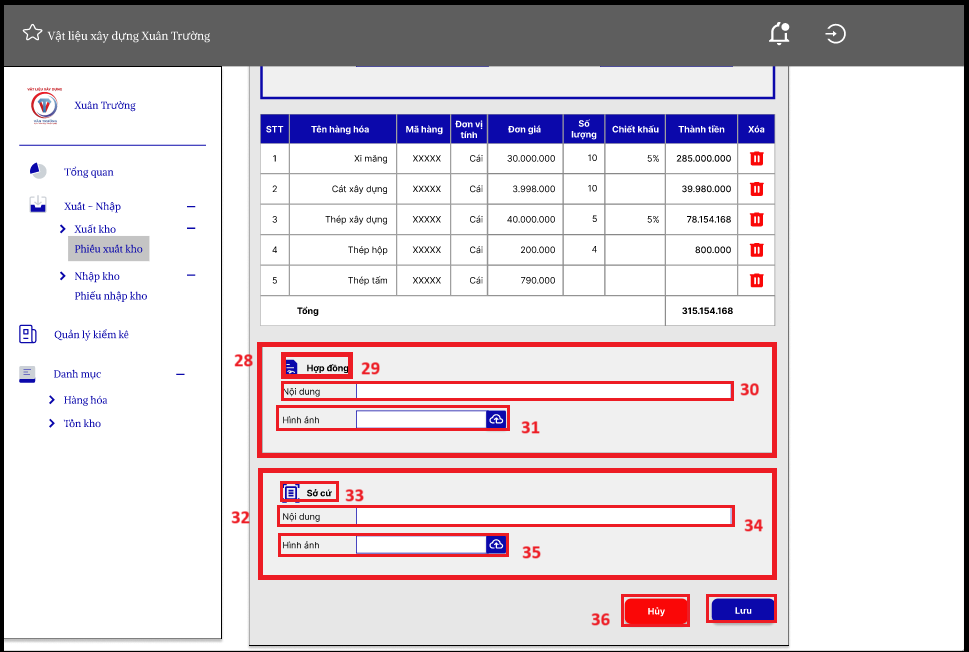 Vật liệu xây dựng Xuân Trường
VẬT LIỆU XÂY DỰNG
Xuân Trường
Tổng quan
Xuất - Nhập
Xuất kho
Phiếu xuất kho
Nhập kho
Phiếu nhập kho
Quản lý kiểm kê
Danh mục
Hàng hóa
Tồn kho
STT Tên hàng hóa Mã hàng Đơn vị tính Đơn giá Số lượng Chiết khấu Thành tiền Xóa
1 Xi măng XXXXX Cái 30.000.000 10 5% 285.000.000
2 Cát xây dựng XXXXX Cái 3.998.000 10 39.980.000
3 Thép xây dựng XXXXX Cái 40.000.000 5 5% 78.154.168
4 Thép hộp XXXXX Cái 200.000 4 800.000
5 Thép tấm XXXXX Cái 790.000
Tổng 315.154.168
28
Hợp đồng 29
Nội dung 30
Hình ảnh 31
Sở cứ 33
32 Nội dung 34
Hình ảnh 35
36 Hủy Lưu